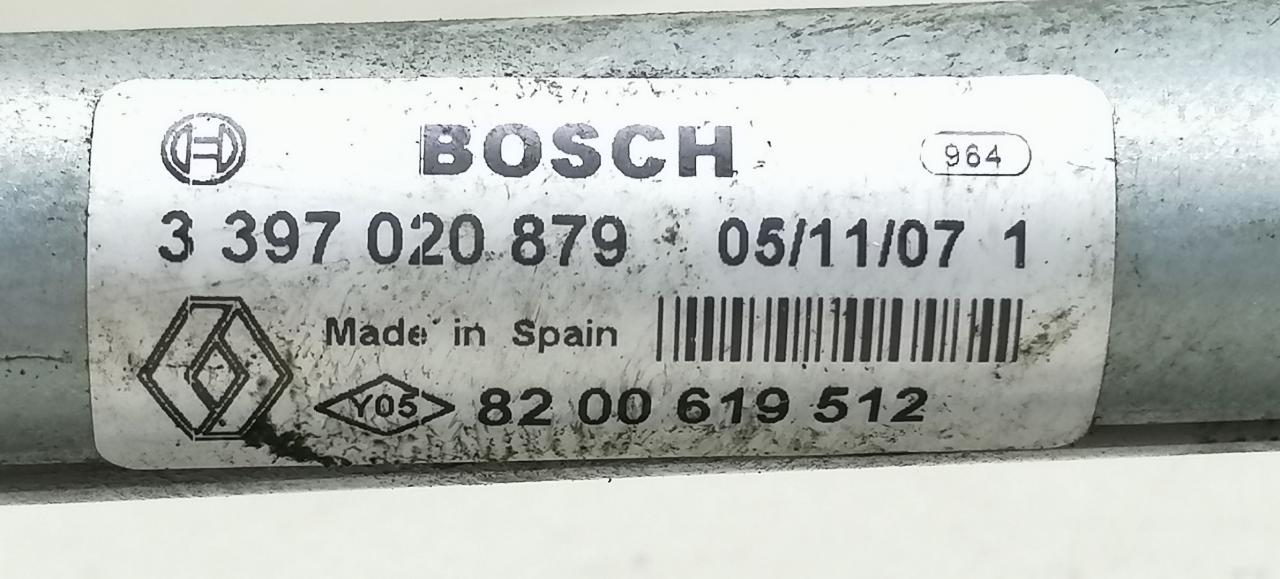 BOSCH 964
3 397 020 879 05/11/07 1
Made in Spain
Y05 82 00 619 512